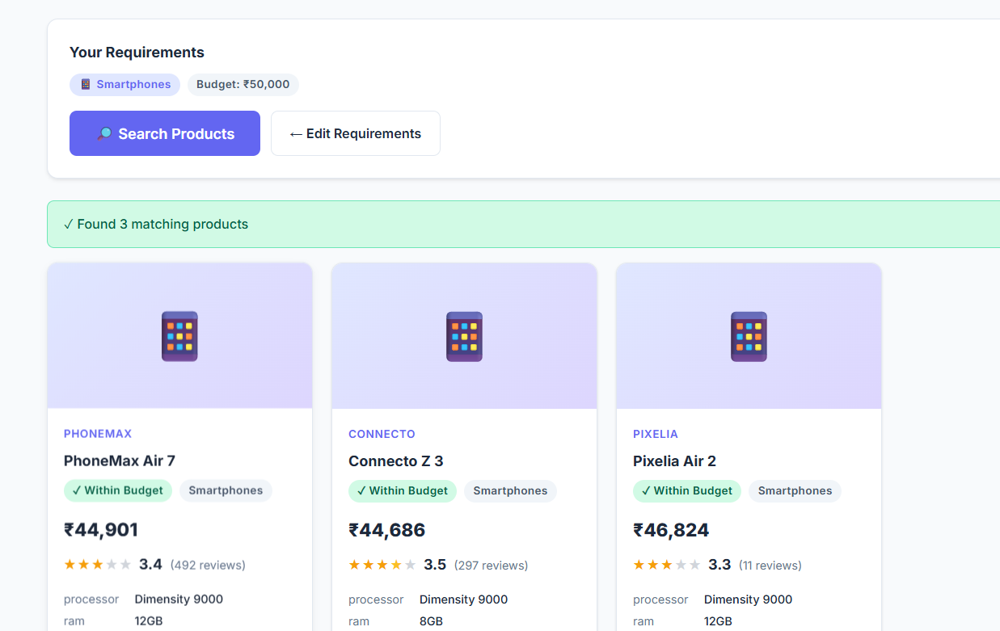 Your Requirements
Smartphones
Budget: ₹50,000
Search Products
← Edit Requirements
✓ Found 3 matching products
PHONEMAX
PhoneMax Air 7
✓ Within Budget
Smartphones
₹44,901
3.4 (492 reviews)
processor Dimensity 9000
ram 12GB
CONNECTO
Connecto Z 3
✓ Within Budget
Smartphones
₹44,686
3.5 (297 reviews)
processor Dimensity 9000
ram 8GB
PIXELIA
Pixelia Air 2
✓ Within Budget
Smartphones
₹46,824
3.3 (11 reviews)
processor Dimensity 9000
ram 12GB